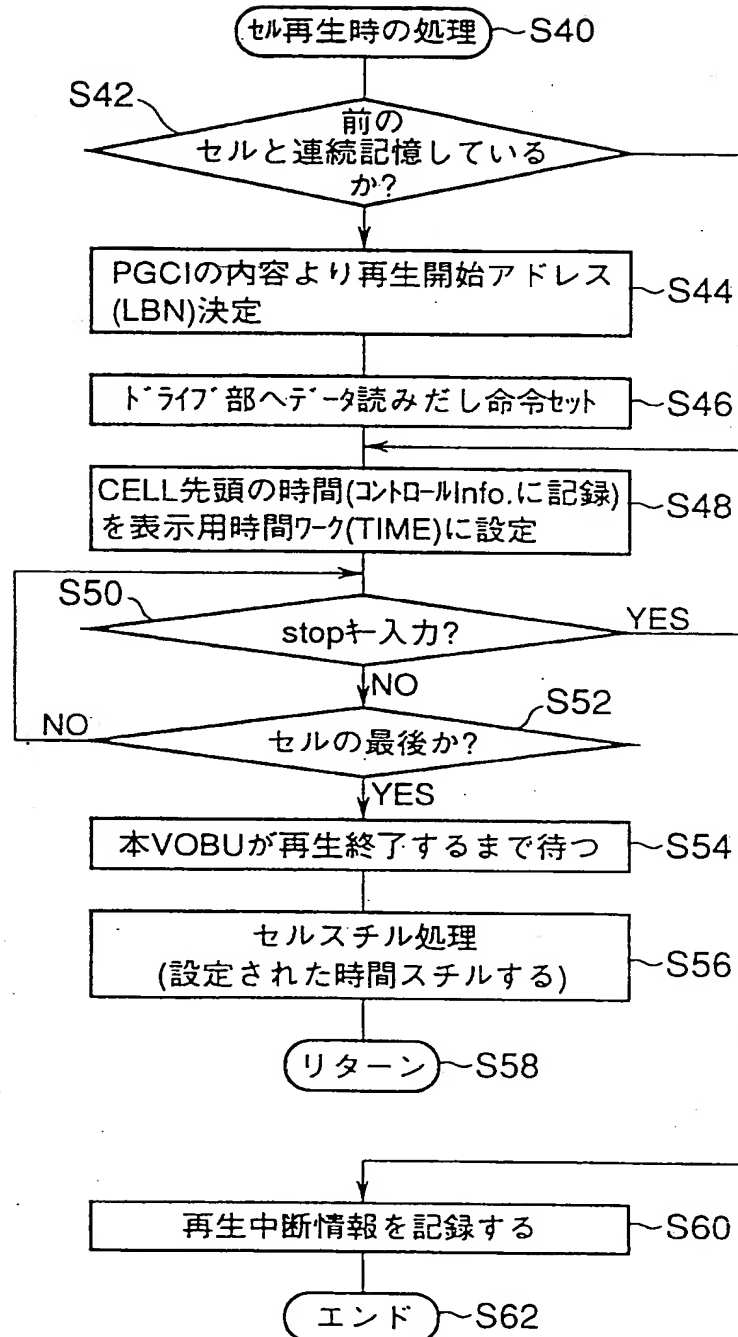 セル再生時の処理 ~S40
S42
前の
セルと連続記憶している
か?
PGCIの内容より再生開始アドレス
(LBN)決定
~S44
ドライブ部へデータ読みだし命令セット ~S46
CELL先頭の時間(コントロールInfo.に記録)
を表示用時間ワーク(TIME)に設定
~S48
S50
stopキー入力?
YES
NO
S52
セルの最後か?
NO
YES
本VOBUが再生終了するまで待つ ~S54
セルスチル処理
(設定された時間スチルする)
~S56
リターン ~S58
再生中断情報を記録する ~S60
エンド ~S62